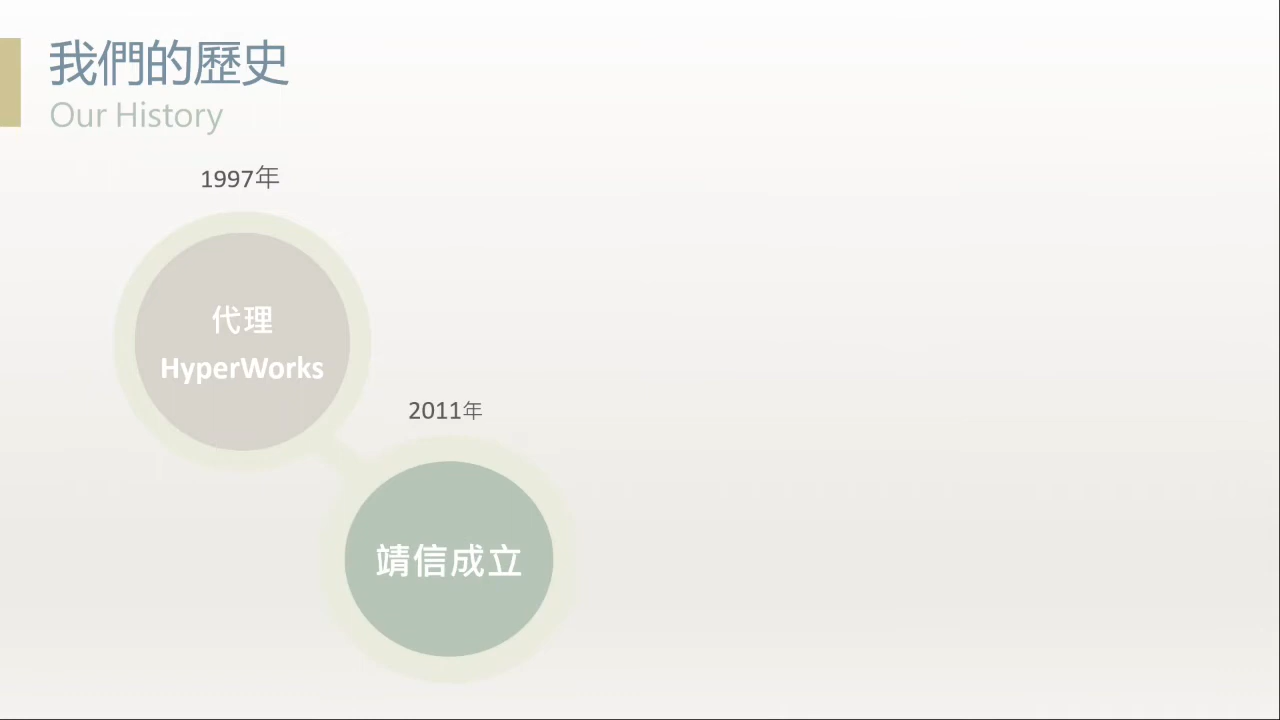 我們的歷史
Our History
1997年
代理
HyperWorks
2011年
靖信成立